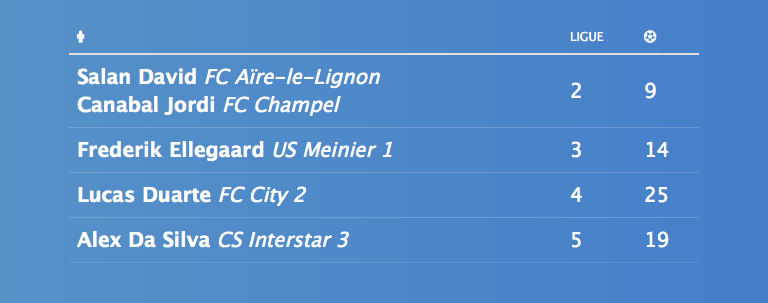 LIGUE
Salan David FC Aïre-le-Lignon
Canabal Jordi FC Champel
2 9
Frederik Ellegaard US Meinier 1 3 14
Lucas Duarte FC City 2 4 25
Alex Da Silva CS Interstar 3 5 19